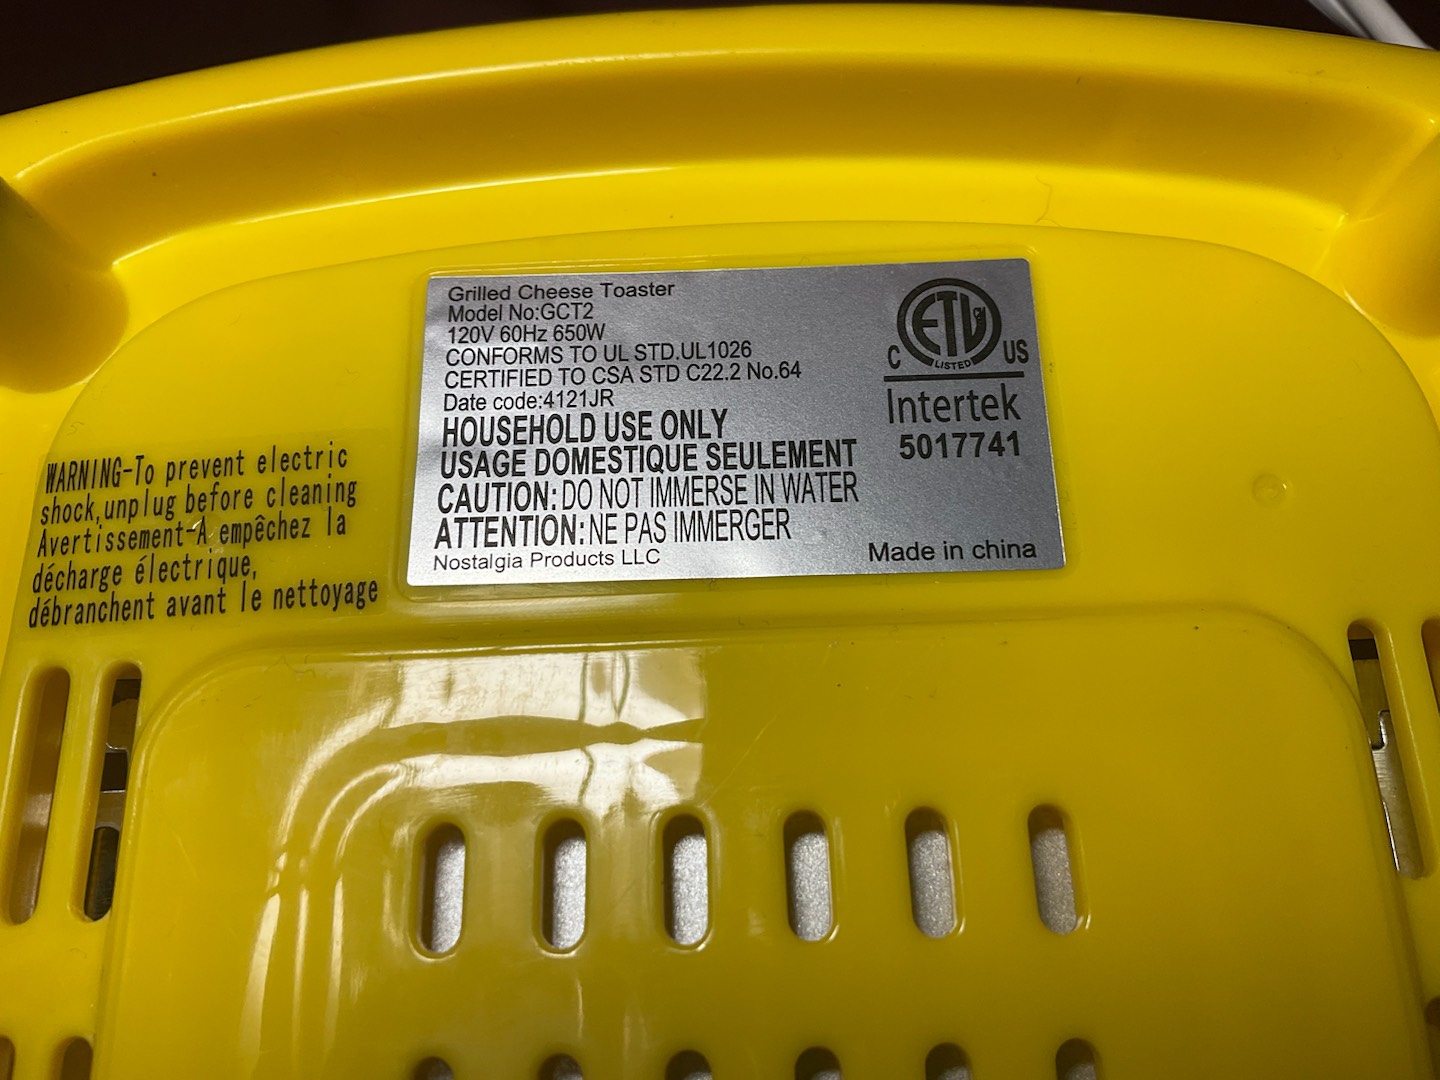 Grilled Cheese Toaster
Model No:GCT2
120V 60Hz 650W
CONFORMS TO UL STD.UL1026
CERTIFIED TO CSA STD C22.2 No.64
Date code:4121JR
HOUSEHOLD USE ONLY
USAGE DOMESTIQUE SEULEMENT
CAUTION: DO NOT IMMERSE IN WATER
ATTENTION: NE PAS IMMERGER
Nostalgia Products LLC
ETL CM
C LISTED US
Intertek
5017741
Made in china
WARNING-To prevent electric
shock,unplug before cleaning
Avertissement-A empêchez la
décharge électrique,
débranchent avant le nettoyage